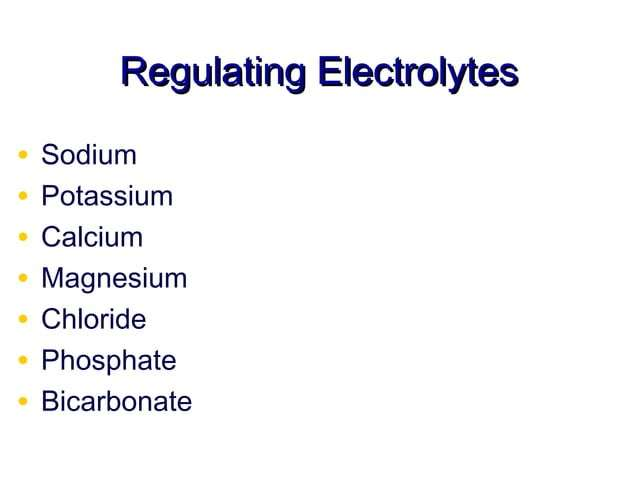 Regulating Electrolytes
• Sodium
• Potassium
• Calcium
• Magnesium
• Chloride
• Phosphate
• Bicarbonate